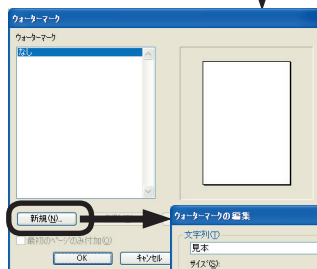 ウォーターマーク
ウォーターマーク
なし
新規(N)...
最初のページのみ付加(O)
OK
キャンセル
ウォーターマークの編集
文字列(T)
見本
サイズ(S):